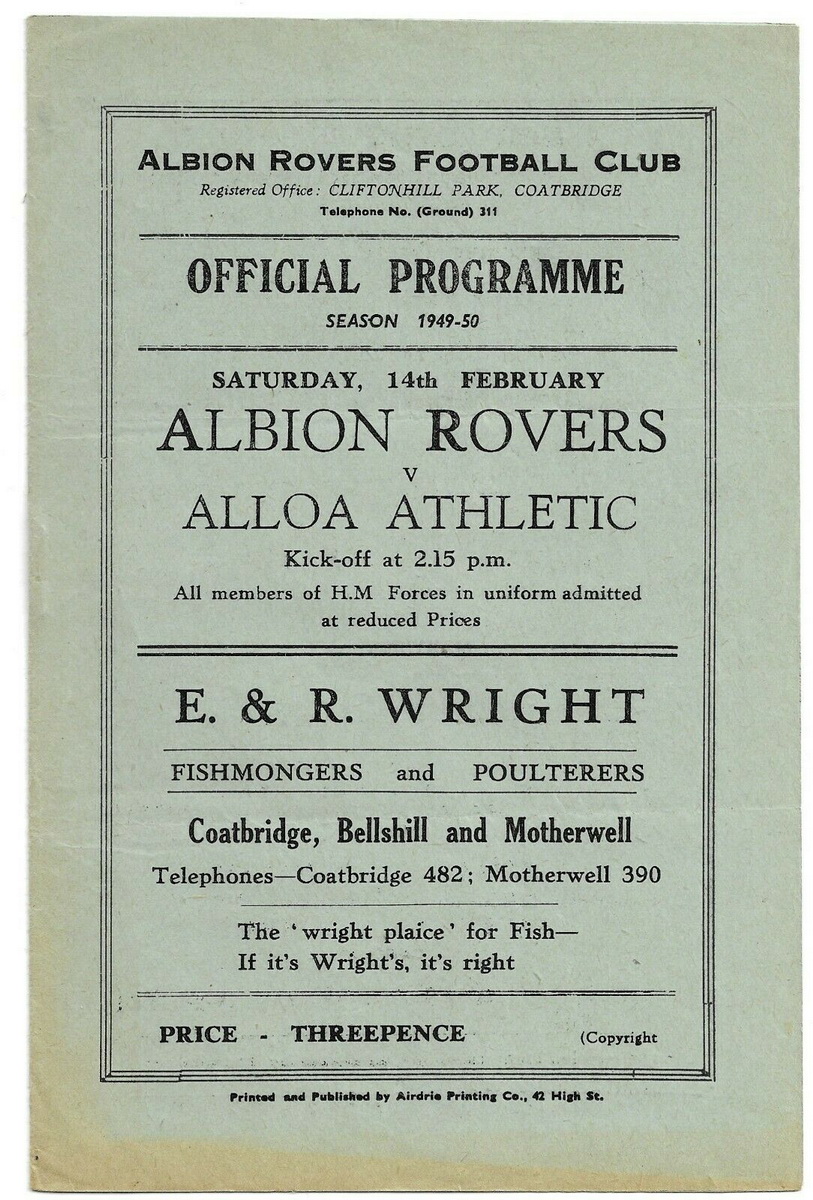 ALBION ROVERS FOOTBALL CLUB
Registered Office: CLIFTONHILL PARK, COATBRIDGE
Telephone No. (Ground) 311
OFFICIAL PROGRAMME
SEASON 1949-50
SATURDAY, 14th FEBRUARY
ALBION ROVERS
V
ALLOA ATHLETIC
Kick-off at 2.15 p.m.
All members of H.M Forces in uniform admitted
at reduced Prices
E. & R. WRIGHT
FISHMONGERS and POULTERERS
Coatbridge, Bellshill and Motherwell
Telephones—Coatbridge 482; Motherwell 390
The ‘wright plaice’ for Fish—
If it's Wright's, it's right
PRICE - THREEPENCE (Copyright
Printed and Published by Airdrie Printing Co., 42 High St.